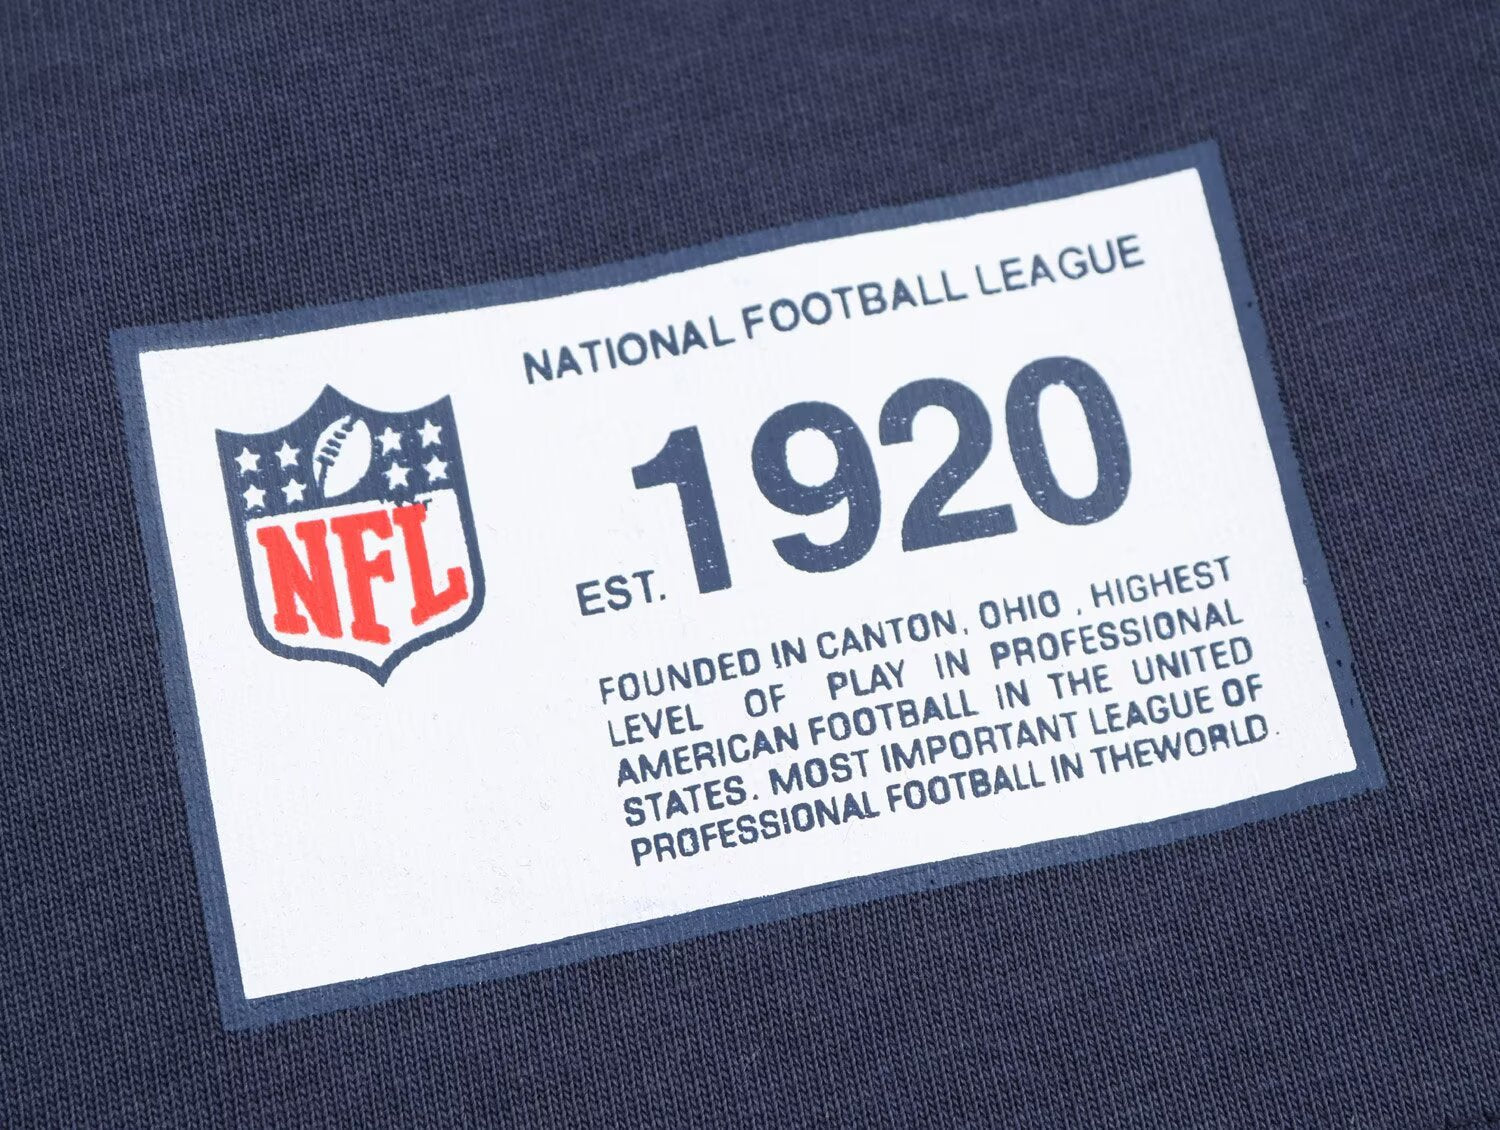 NATIONAL FOOTBALL LEAGUE
NFL
EST. 1920
FOUNDED IN CANTON, OHIO , HIGHEST
LEVEL OF PLAY IN PROFESSIONAL
AMERICAN FOOTBALL IN THE UNITED
STATES. MOST IMPORTANT LEAGUE OF
PROFESSIONAL FOOTBALL IN THEWORLD.